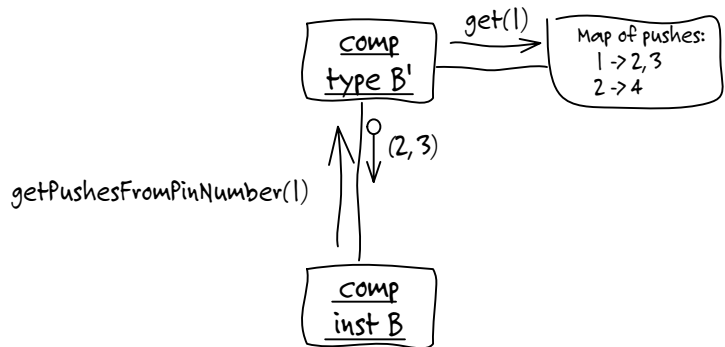 get(1)
comp
type B'
Map of pushes:
1 -> 2, 3
2 -> 4
(2, 3)
getPushesFromPinNumber(1)
comp
inst B